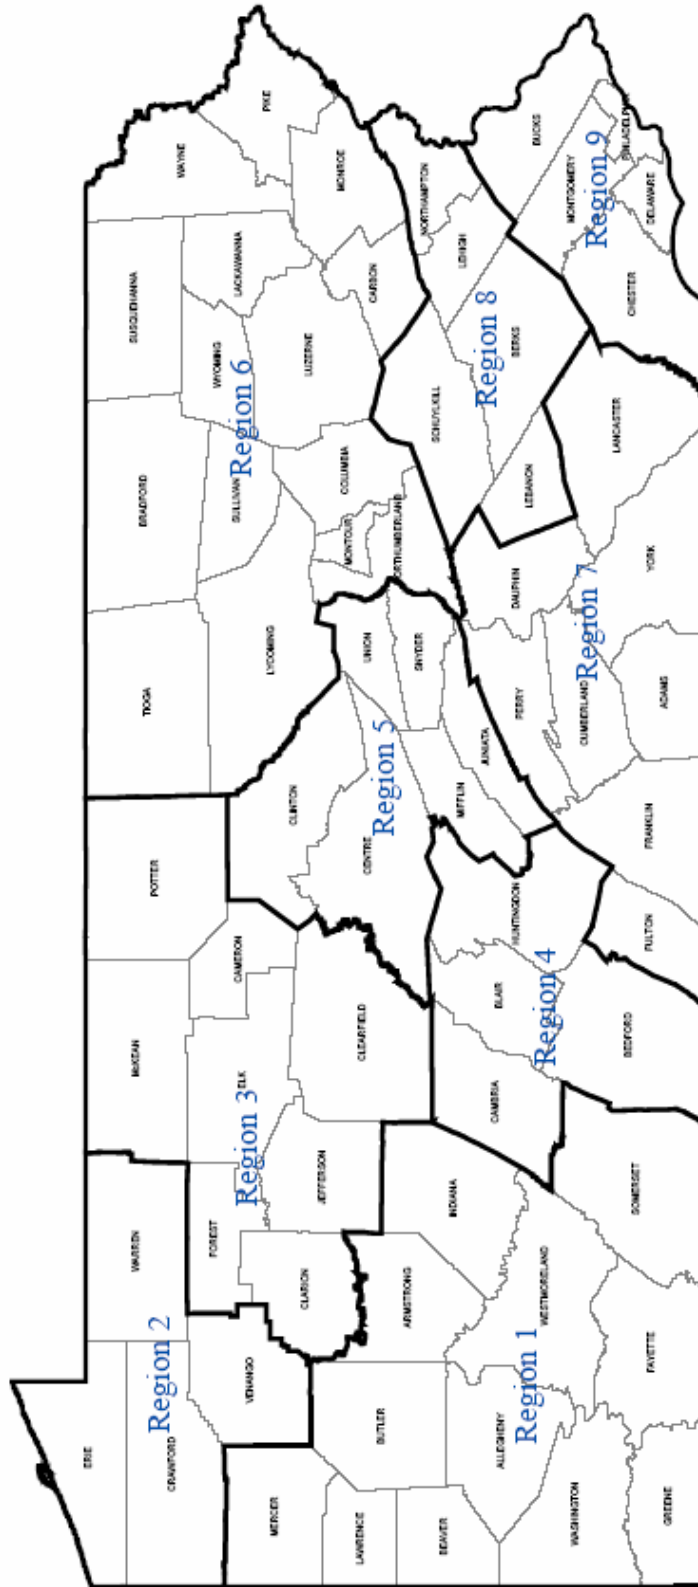 ERIE
CRAWFORD
WARREN
VENANGO
Region 2
McKEAN
POTTER
FOREST
ELK
CAMERON
CLARION
JEFFERSON
CLEARFIELD
Region 3
TIOGA
BRADFORD
SUSQUEHANNA
WAYNE
PIKE
LYCOMING
SULLIVAN
WYOMING
LACKAWANNA
LUZERNE
MONROE
CARBON
COLUMBIA
MONTOUR
ORTHUMBERLAND
Region 6
CLINTON
CENTRE
UNION
SNYDER
MIFFLIN
JUNIATA
Region 5
MERCER
LAWRENCE
BUTLER
ARMSTRONG
INDIANA
BEAVER
ALLEGHENY
WESTMORELAND
WASHINGTON
GREENE
FAYETTE
SOMERSET
Region 1
CAMBRIA
BLAIR
HUNTINGDON
BEDFORD
Region 4
FULTON
FRANKLIN
PERRY
CUMBERLAND
DAUPHIN
ADAMS
YORK
LANCASTER
Region 7
SCHUYLKILL
LEBANON
BERKS
LEHIGH
NORTHAMPTON
Region 8
BUCKS
MONTGOMERY
PHILADELPHIA
DELAWARE
CHESTER
Region 9